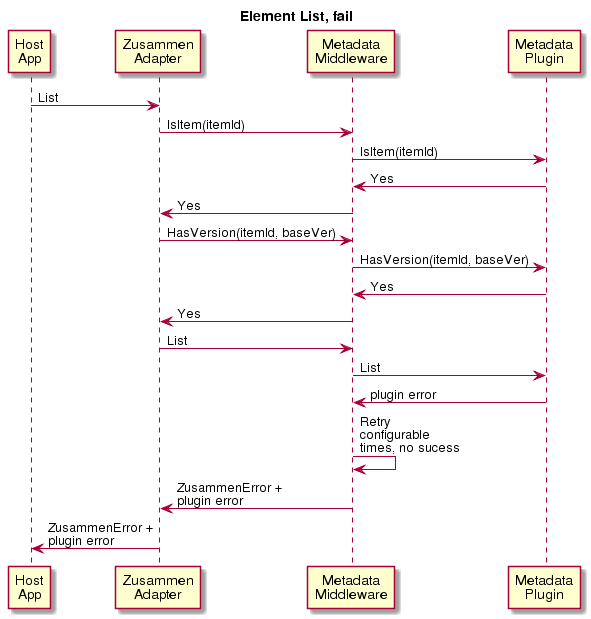 Element List, fail
Host
App
Zusammen
Adapter
Metadata
Middleware
Metadata
Plugin
List
IsItem(itemId)
IsItem(itemId)
Yes
Yes
HasVersion(itemId, baseVer)
HasVersion(itemId, baseVer)
Yes
Yes
List
List
plugin error
Retry
configurable
times, no sucess
ZusammenError +
plugin error
ZusammenError +
plugin error
Host
App
Zusammen
Adapter
Metadata
Middleware
Metadata
Plugin